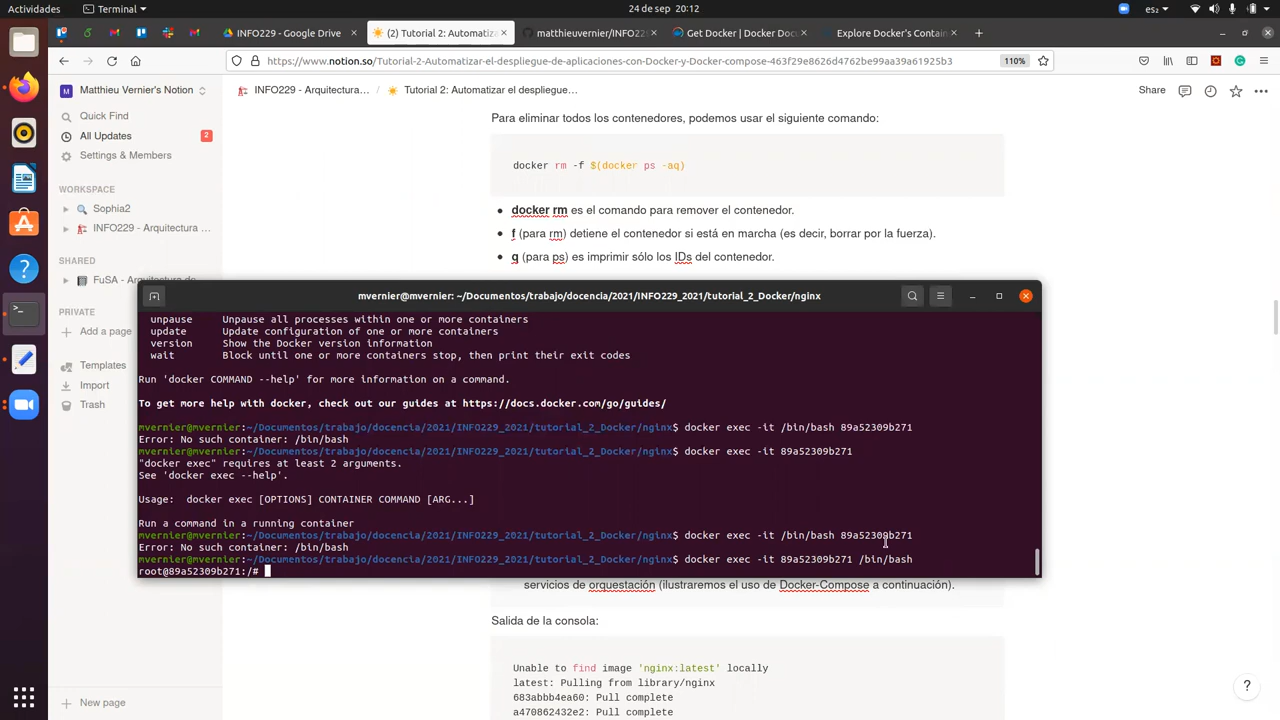 Actividades
Terminal
24 de sep 20:12
es₂
INFO229 - Google Drive
(2) Tutorial 2: Automatiza
matthieuvernier/INFO22
Get Docker | Docker Doc
Explore Docker's Contain
https://www.notion.so/Tutorial-2-Automatizar-el-despliegue-de-aplicaciones-con-Docker-y-Docker-compose-463f29e8626d4762be99aa39a61925b3
110%
Matthieu Vernier's Notion
INFO229 - Arquitectura… / Tutorial 2: Automatizar el despliegue…
Share
Quick Find
All Updates
2
Settings & Members
WORKSPACE
Sophia2
INFO229 - Arquitectura …
SHARED
FuSA - Arquitectura de
PRIVATE
Add a page
Templates
Import
Trash
New page
Para eliminar todos los contenedores, podemos usar el siguiente comando:
docker rm -f $(docker ps -aq)
docker rm es el comando para remover el contenedor.
f (para rm) detiene el contenedor si está en marcha (es decir, borrar por la fuerza).
q (para ps) es imprimir sólo los IDs del contenedor.
mvernier@mvernier: ~/Documentos/trabajo/docencia/2021/INFO229_2021/tutorial_2_Docker/nginx
unpause Unpause all processes within one or more containers
update Update configuration of one or more containers
version Show the Docker version information
wait Block until one or more containers stop, then print their exit codes
Run 'docker COMMAND --help' for more information on a command.
To get more help with docker, check out our guides at https://docs.docker.com/go/guides/
mvernier@mvernier:~/Documentos/trabajo/docencia/2021/INFO229_2021/tutorial_2_Docker/nginx$ docker exec -it /bin/bash 89a52309b271
Error: No such container: /bin/bash
mvernier@mvernier:~/Documentos/trabajo/docencia/2021/INFO229_2021/tutorial_2_Docker/nginx$ docker exec -it 89a52309b271
"docker exec" requires at least 2 arguments.
See 'docker exec --help'.
Usage: docker exec [OPTIONS] CONTAINER COMMAND [ARG...]
Run a command in a running container
mvernier@mvernier:~/Documentos/trabajo/docencia/2021/INFO229_2021/tutorial_2_Docker/nginx$ docker exec -it /bin/bash 89a52309b271
Error: No such container: /bin/bash
mvernier@mvernier:~/Documentos/trabajo/docencia/2021/INFO229_2021/tutorial_2_Docker/nginx$ docker exec -it 89a52309b271 /bin/bash
root@89a52309b271:/#
servicios de orquestación (ilustraremos el uso de Docker-Compose a continuación).
Salida de la consola:
Unable to find image 'nginx:latest' locally
latest: Pulling from library/nginx
683abbb4ea60: Pull complete
a470862432e2: Pull complete